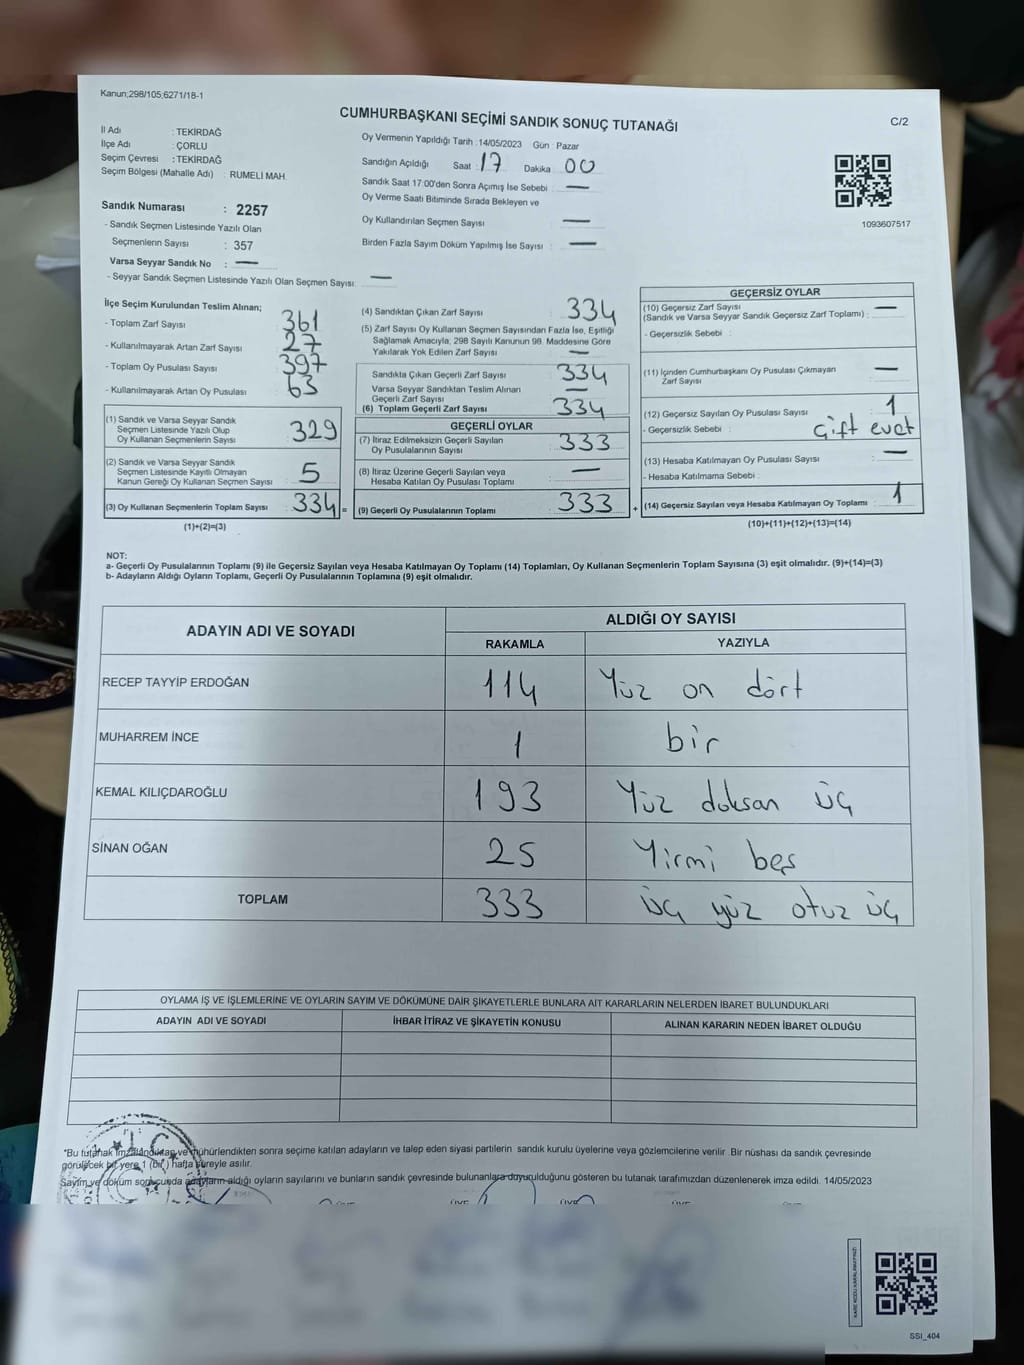 Kanun;298/105;6271/18-1
CUMHURBAŞKANI SEÇİMİ SANDIK SONUÇ TUTANAĞI
C/2
İl Adı : TEKİRDAĞ
İlçe Adı : ÇORLU
Seçim Çevresi : TEKİRDAĞ
Seçim Bölgesi (Mahalle Adı) : RUMELİ MAH.
Oy Vermenin Yapıldığı Tarih :14/05/2023 Gün : Pazar
Sandığın Açıldığı Saat : 17 Dakika : 00
Sandık Saat 17:00'den Sonra Açımış İse Sebebi : —
Oy Verme Saati Bitiminde Sırada Bekleyen ve
Oy Kullandırılan Seçmen Sayısı : —
Birden Fazla Sayım Döküm Yapılmış İse Sayısı : —
1093607517
Sandık Numarası : 2257
- Sandık Seçmen Listesinde Yazılı Olan
Seçmenlerin Sayısı : 357
Varsa Seyyar Sandık No : —
- Seyyar Sandık Seçmen Listesinde Yazılı Olan Seçmen Sayısı: —
İlçe Seçim Kurulundan Teslim Alınan;
- Toplam Zarf Sayısı : 361
- Kullanılmayarak Artan Zarf Sayısı : 27
- Toplam Oy Pusulası Sayısı : 397
- Kullanılmayarak Artan Oy Pusulası : 63
(1) Sandık ve Varsa Seyyar Sandık
Seçmen Listesinde Yazılı Olup
Oy Kullanan Seçmenlerin Sayısı : 329
(2) Sandık ve Varsa Seyyar Sandık
Seçmen Listesinde Kayıtlı Olmayan
Kanun Gereği Oy Kullanan Seçmen Sayısı : 5
(3) Oy Kullanan Seçmenlerin Toplam Sayısı : 334 =
(1)+(2)=(3)
(4) Sandıktan Çıkan Zarf Sayısı : 334
(5) Zarf Sayısı Oy Kullanan Seçmen Sayısından Fazla İse, Eşitliği
Sağlamak Amacıyla, 298 Sayılı Kanunun 98. Maddesine Göre
Yakılarak Yok Edilen Zarf Sayısı : —
Sandıkta Çıkan Geçerli Zarf Sayısı : 334
Varsa Seyyar Sandıktan Teslim Alınan
Geçerli Zarf Sayısı : —
(6) Toplam Geçerli Zarf Sayısı : 334
GEÇERLİ OYLAR
(7) İtiraz Edilmeksizin Geçerli Sayılan
Oy Pusulalarının Sayısı : 333
(8) İtiraz Üzerine Geçerli Sayılan veya
Hesaba Katılan Oy Pusulası Toplamı : —
(9) Geçerli Oy Pusulalarının Toplamı : 333 +
GEÇERSİZ OYLAR
(10) Geçersiz Zarf Sayısı
(Sandık ve Varsa Seyyar Sandık Geçersiz Zarf Toplamı) : —
- Geçersizlik Sebebi :
(11) İçinden Cumhurbaşkanı Oy Pusulası Çıkmayan
Zarf Sayısı : —
(12) Geçersiz Sayılan Oy Pusulası Sayısı : 1
- Geçersizlik Sebebi : Çift evet
(13) Hesaba Katılmayan Oy Pusulası Sayısı : —
- Hesaba Katılmama Sebebi :
(14) Geçersiz Sayılan veya Hesaba Katılmayan Oy Toplamı : 1
(10)+(11)+(12)+(13)=(14)
NOT:
a- Geçerli Oy Pusulalarının Toplamı (9) ile Geçersiz Sayılan veya Hesaba Katılmayan Oy Toplamı (14) Toplamları, Oy Kullanan Seçmenlerin Toplam Sayısına (3) eşit olmalıdır. (9)+(14)=(3)
b- Adayların Aldığı Oyların Toplamı, Geçerli Oy Pusulalarının Toplamına (9) eşit olmalıdır.
ADAYIN ADI VE SOYADI
ALDIĞI OY SAYISI
RAKAMLA YAZIYLA
RECEP TAYYİP ERDOĞAN 114 Yüz on dört
MUHARREM İNCE 1 bir
KEMAL KILIÇDAROĞLU 193 Yüz doksan üç
SİNAN OĞAN 25 Yirmi beş
TOPLAM 333 üç yüz otuz üç
OYLAMA İŞ VE İŞLEMLERİNE VE OYLARIN SAYIM VE DÖKÜMÜNE DAİR ŞİKAYETLERLE BUNLARA AİT KARARLARIN NELERDEN İBARET BULUNDUKLARI
ADAYIN ADI VE SOYADI İHBAR İTİRAZ VE ŞİKAYETİN KONUSU ALINAN KARARIN NEDEN İBARET OLDUĞU
"Bu tutanak imzalandıktan ve mühürlendikten sonra seçime katılan adayların ve talep eden siyasi partilerin sandık kurulu üyelerine veya gözlemcilerine verilir. Bir nüshası da sandık çevresinde
görülecek bir yere 1 (bir) hafta süreyle asılır.
Sayım ve döküm sonucunda adayların aldığı oyların sayılarını ve bunların sandık çevresinde bulunanlara duyurulduğunu gösteren bu tutanak tarafımızdan düzenlenerek imza edildi. 14/05/2023
SSI_404